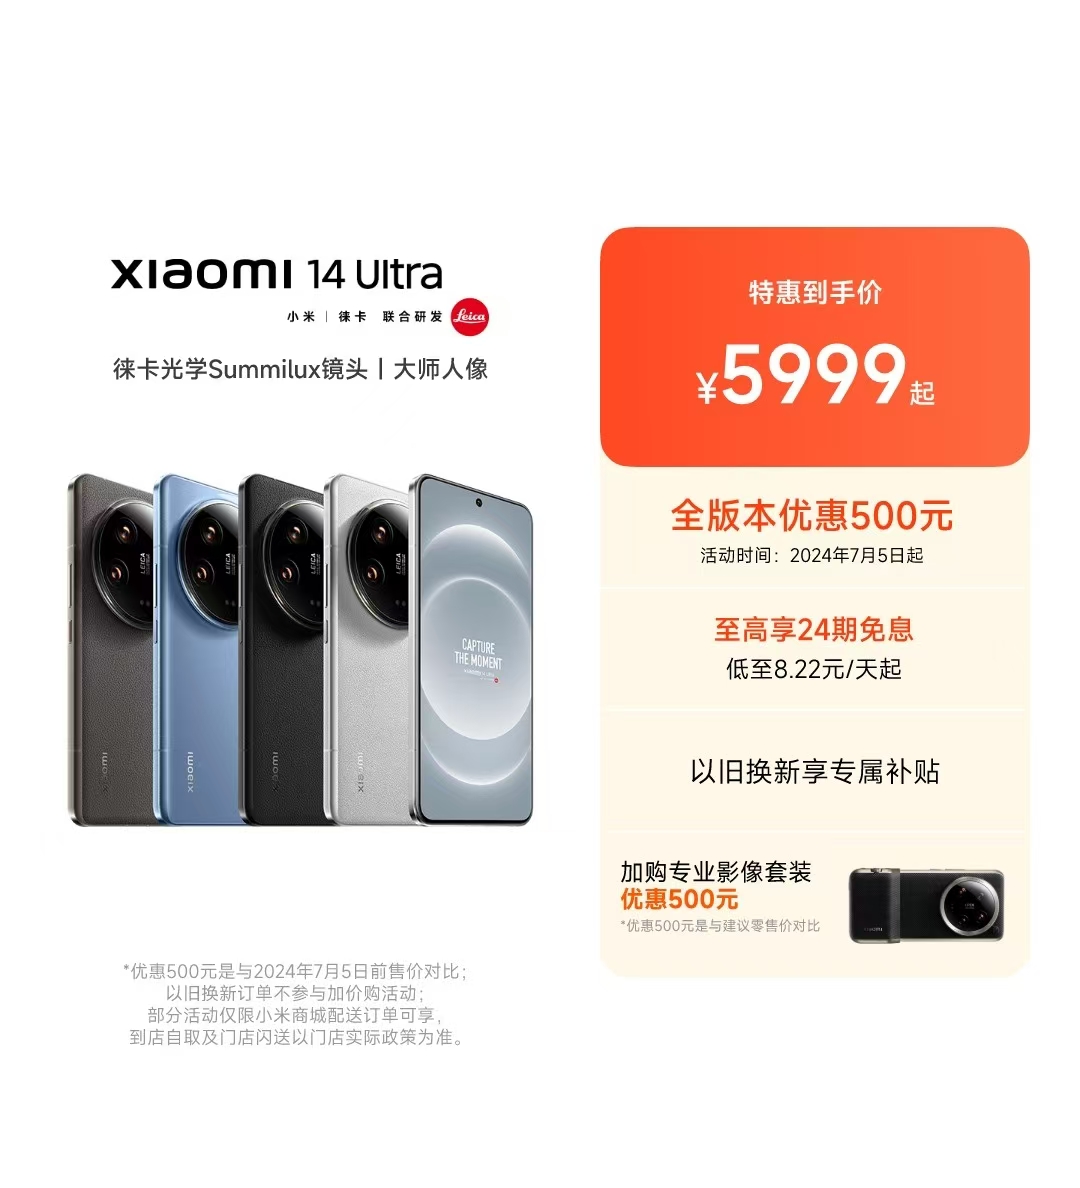 xiaomi 14 Ultra
小米 | 徕卡 联合研发 Leica
徕卡光学Summilux镜头丨大师人像
LEICA
LEICA
LEICA
LEICA
CAPTURE
THE MOMENT
xiaomi
xiaomi
xiaomi
xiaomi
*优惠500元是与2024年7月5日前售价对比;
以旧换新订单不参与加价购活动;
部分活动仅限小米商城配送订单可享,
到店自取及门店闪送以门店实际政策为准。
特惠到手价
¥5999起
全版本优惠500元
活动时间：2024年7月5日起
至高享24期免息
低至8.22元/天起
以旧换新享专属补贴
加购专业影像套装
优惠500元
*优惠500元是与建议零售价对比